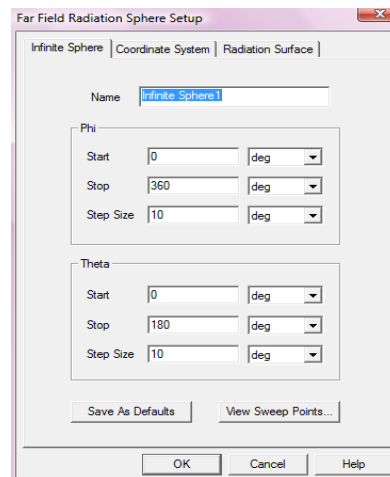 Far Field Radiation Sphere Setup
Infinite Sphere Coordinate System Radiation Surface
Name Infinite Sphere1
Phi
Start 0 deg
Stop 360 deg
Step Size 10 deg
Theta
Start 0 deg
Stop 180 deg
Step Size 10 deg
Save As Defaults View Sweep Points...
OK Cancel Help